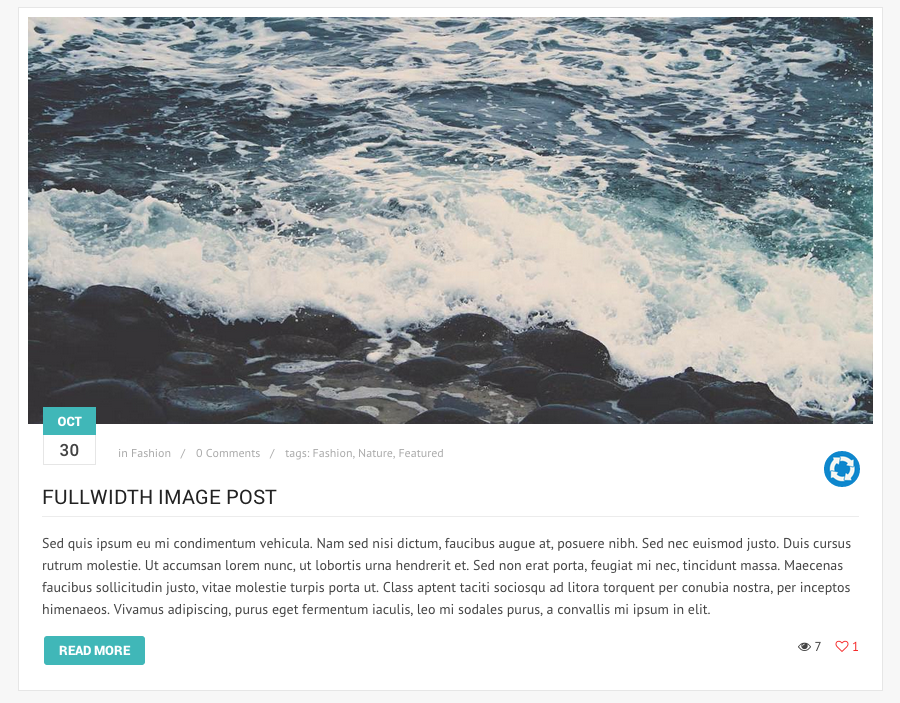 OCT
30
in Fashion / 0 Comments / tags: Fashion, Nature, Featured
FULLWIDTH IMAGE POST
Sed quis ipsum eu mi condimentum vehicula. Nam sed nisi dictum, faucibus augue at, posuere nibh. Sed nec euismod justo. Duis cursus
rutrum molestie. Ut accumsan lorem nunc, ut lobortis urna hendrerit et. Sed non erat porta, feugiat mi nec, tincidunt massa. Maecenas
faucibus sollicitudin justo, vitae molestie turpis porta ut. Class aptent taciti sociosqu ad litora torquent per conubia nostra, per inceptos
himenaeos. Vivamus adipiscing, purus eget fermentum iaculis, leo mi sodales purus, a convallis mi ipsum in elit.
READ MORE
7 1